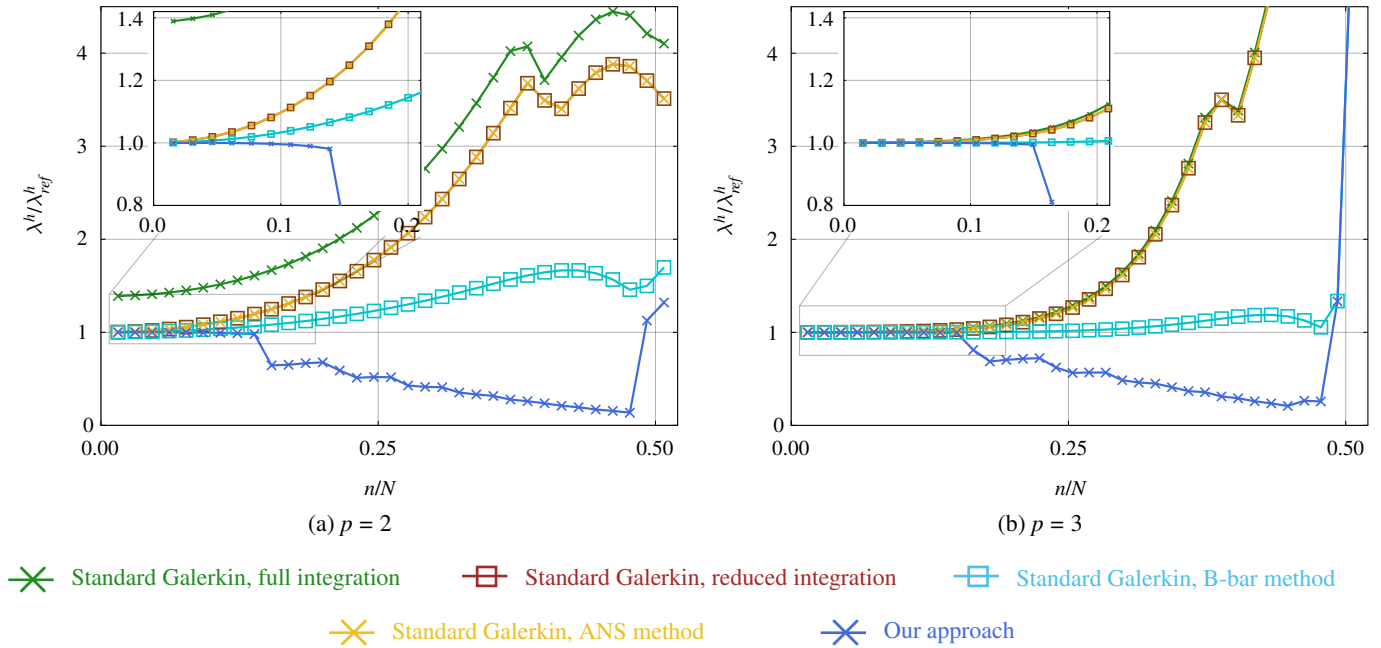 1.4
1.2
1.0
0.8
0.0
0.1
0.2
4
3
2
1
0
0.00
0.25
0.50
λ^h/λ^h_ref
n/N
(a) p = 2
1.4
1.2
1.0
0.8
0.0
0.1
0.2
4
3
2
1
0
0.00
0.25
0.50
λ^h/λ^h_ref
n/N
(b) p = 3
Standard Galerkin, full integration
Standard Galerkin, reduced integration
Standard Galerkin, B-bar method
Standard Galerkin, ANS method
Our approach